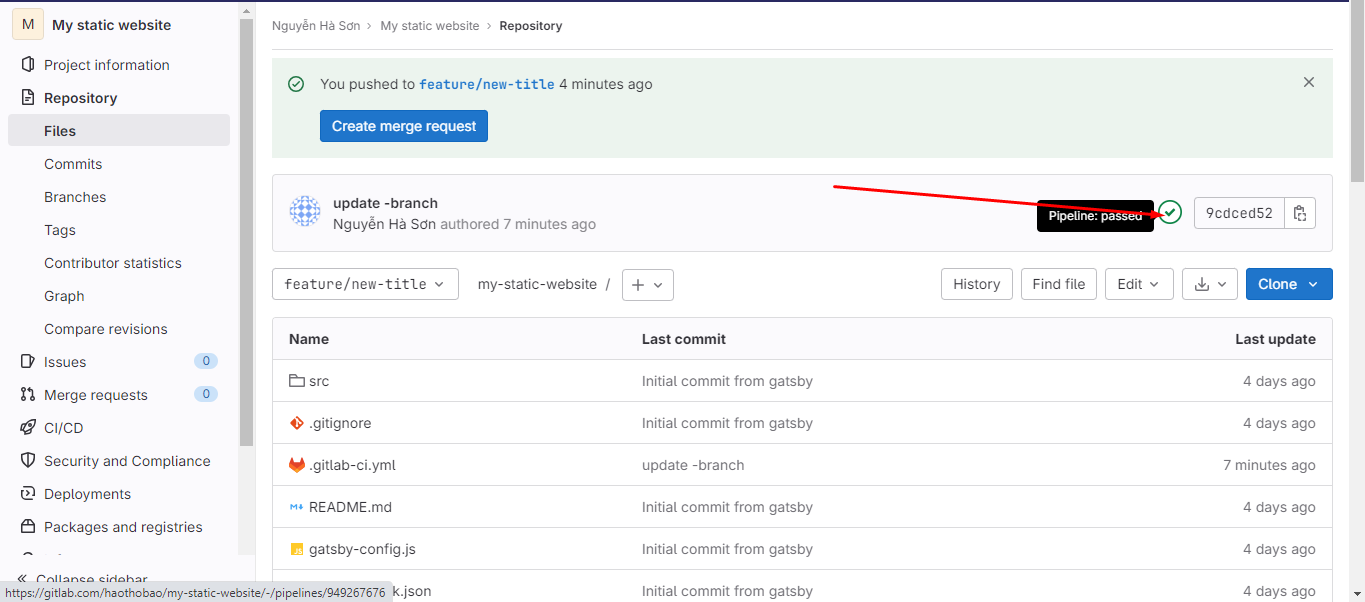 M My static website
Project information
Repository
Files
Commits
Branches
Tags
Contributor statistics
Graph
Compare revisions
Issues 0
Merge requests 0
CI/CD
Security and Compliance
Deployments
Packages and registries
Collapse sidebar
Nguyễn Hà Sơn › My static website › Repository
You pushed to feature/new-title 4 minutes ago
Create merge request
update -branch
Nguyễn Hà Sơn authored 7 minutes ago
Pipeline: passed
9cdced52
feature/new-title
my-static-website /
+
History Find file Edit Clone
Name Last commit Last update
src Initial commit from gatsby 4 days ago
.gitignore Initial commit from gatsby 4 days ago
.gitlab-ci.yml update -branch 7 minutes ago
M↓ README.md Initial commit from gatsby 4 days ago
JS gatsby-config.js Initial commit from gatsby 4 days ago
k.json Initial commit from gatsby 4 days ago
https://gitlab.com/haothobao/my-static-website/-/pipelines/949267676